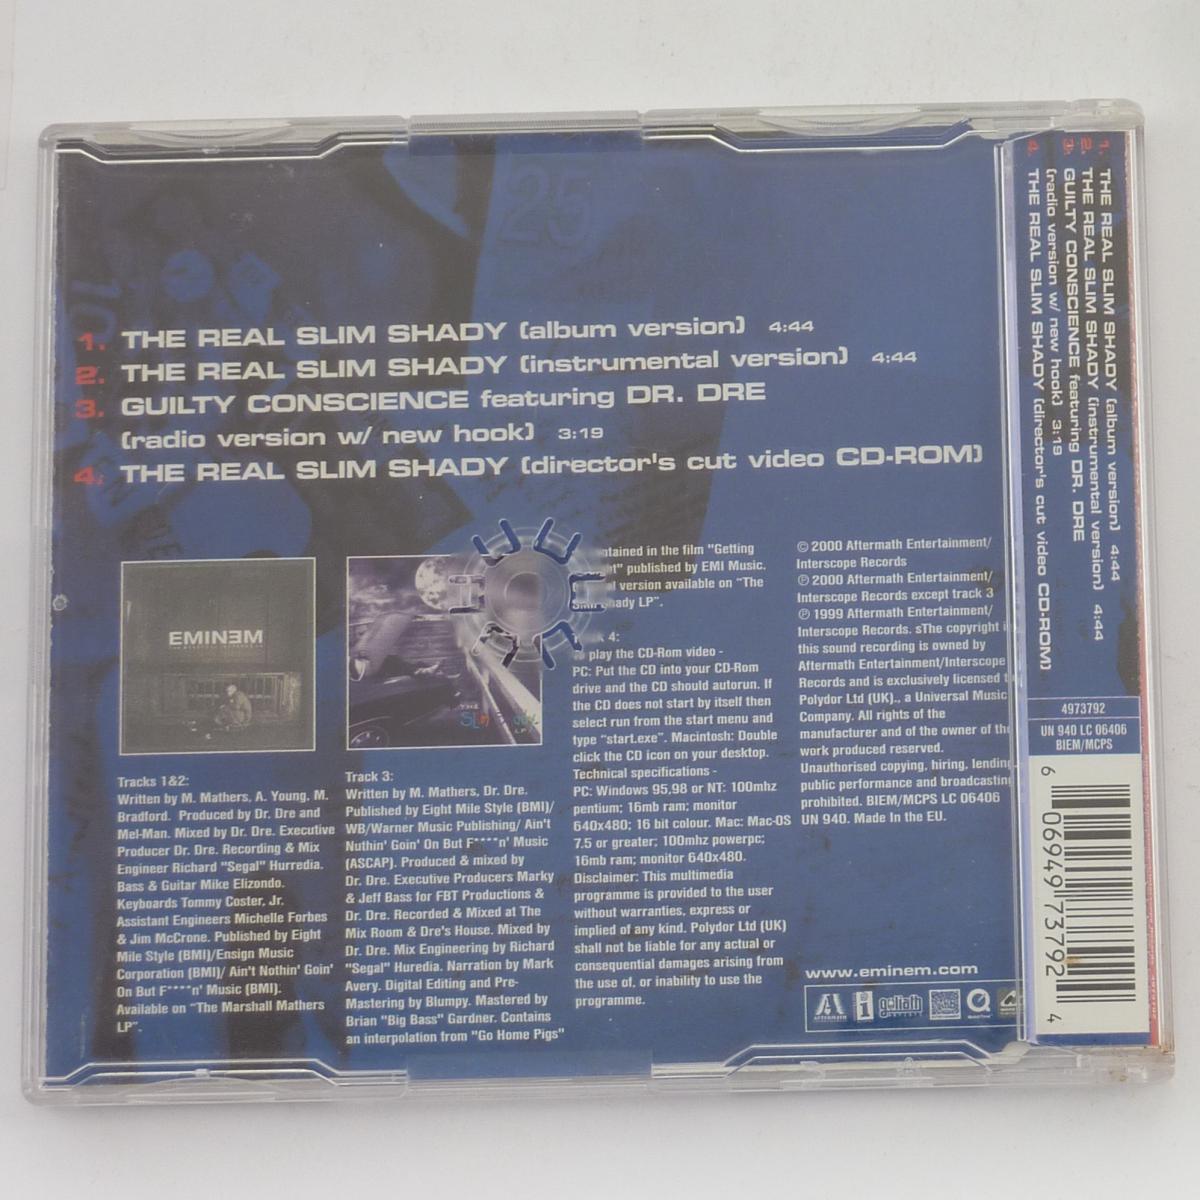 1. THE REAL SLIM SHADY (album version) 4:44
2. THE REAL SLIM SHADY (instrumental version) 4:44
3. GUILTY CONSCIENCE featuring DR. DRE
(radio version w/ new hook) 3:19
4. THE REAL SLIM SHADY (director's cut video CD-ROM)
25
10
EMINƎM
Tracks 1&2:
Written by M. Mathers, A. Young. M.
Bradford. Produced by Dr. Dre and
Mel-Man. Mixed by Dr. Dre. Executive
Producer Dr. Dre. Recording & Mix
Engineer Richard "Segal" Hurredia.
Bass & Guitar Mike Elizondo.
Keyboards Tommy Coster, Jr.
Assistant Engineers Michelle Forbes
& Jim McCrone. Published by Eight
Mile Style (BMI)/Ensign Music
Corporation (BMI)/ Ain't Nothin' Goin'
On But F****n' Music (BMI).
Available on "The Marshall Mathers
LP".
THE
LP
Track 3:
Written by M. Mathers, Dr. Dre.
Published by Eight Mile Style (BMI)/
WB/Warner Music Publishing/ Ain't
Nuthin' Goin' On But F****n' Music
(ASCAP). Produced & mixed by
Dr. Dre. Executive Producers Marky
& Jeff Bass for FBT Productions &
Dr. Dre. Recorded & Mixed at The
Mix Room & Dre's House. Mixed by
Dr. Dre. Mix Engineering by Richard
"Segal" Huredia. Narration by Mark
Avery. Digital Editing and Pre-
Mastering by Blumpy. Mastered by
Brian "Big Bass" Gardner. Contains
an interpolation from "Go Home Pigs"
ntained in the film "Getting
published by EMI Music.
version available on "The
Slim Shady LP".
4:
To play the CD-Rom video -
PC: Put the CD into your CD-Rom
drive and the CD should autorun. If
the CD does not start by itself then
select run from the start menu and
type "start.exe". Macintosh: Double
click the CD icon on your desktop.
Technical specifications -
PC: Windows 95,98 or NT: 100mhz
pentium; 16mb ram; monitor
640x480; 16 bit colour. Mac: Mac-OS
7.5 or greater; 100mhz powerpc;
16mb ram; monitor 640x480.
Disclaimer: This multimedia
programme is provided to the user
without warranties, express or
implied of any kind. Polydor Ltd (UK)
shall not be liable for any actual or
consequential damages arising from
the use of, or inability to use the
programme.
© 2000 Aftermath Entertainment/
Interscope Records
℗ 2000 Aftermath Entertainment/
Interscope Records except track 3
℗ 1999 Aftermath Entertainment/
Interscope Records. sThe copyright i
this sound recording is owned by
Aftermath Entertainment/Interscope
Records and is exclusively licensed t
Polydor Ltd (UK)., a Universal Music
Company. All rights of the
manufacturer and of the owner of the
work produced reserved.
Unauthorised copying, hiring, lending
public performance and broadcastin
prohibited. BIEM/MCPS LC 06406
UN 940. Made In the EU.
www.eminem.com
AFTERMATH
goliath
ARTISTS
1. THE REAL SLIM SHADY (album version) 4:44
2. THE REAL SLIM SHADY (instrumental version) 4:44
3. GUILTY CONSCIENCE featuring DR. DRE
(radio version w/ new hook) 3:19
4. THE REAL SLIM SHADY (director's cut video CD-ROM)
4973792
UN 940 LC 06406
BIEM/MCPS
6 06949 73792 4